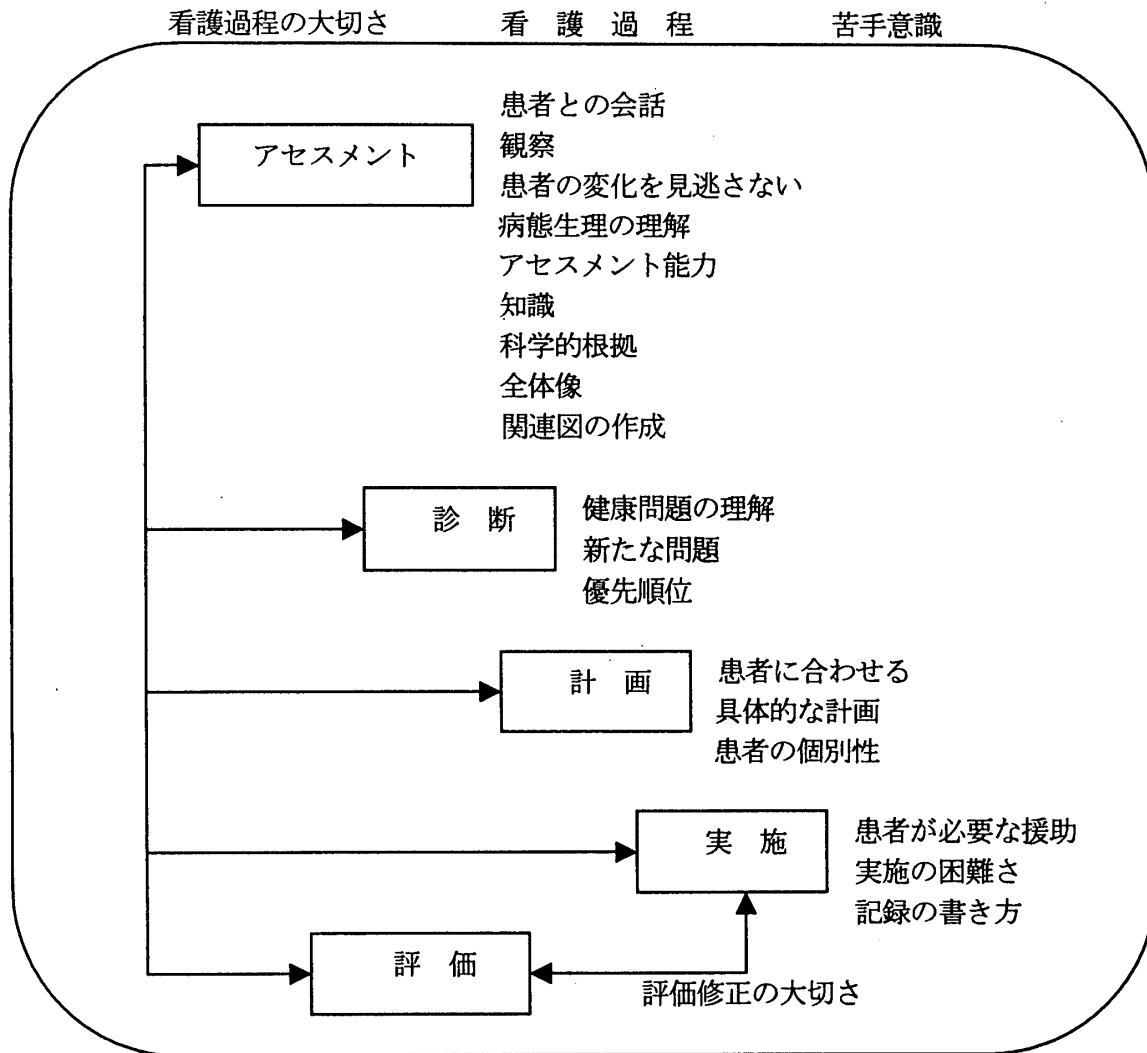 看護過程の大切さ 看護過程 苦手意識
アセスメント
患者との会話
観察
患者の変化を見逃さない
病態生理の理解
アセスメント能力
知識
科学的根拠
全体像
関連図の作成
診断
健康問題の理解
新たな問題
優先順位
計画
患者に合わせる
具体的な計画
患者の個別性
実施
患者が必要な援助
実施の困難さ
記録の書き方
評価
評価修正の大切さ